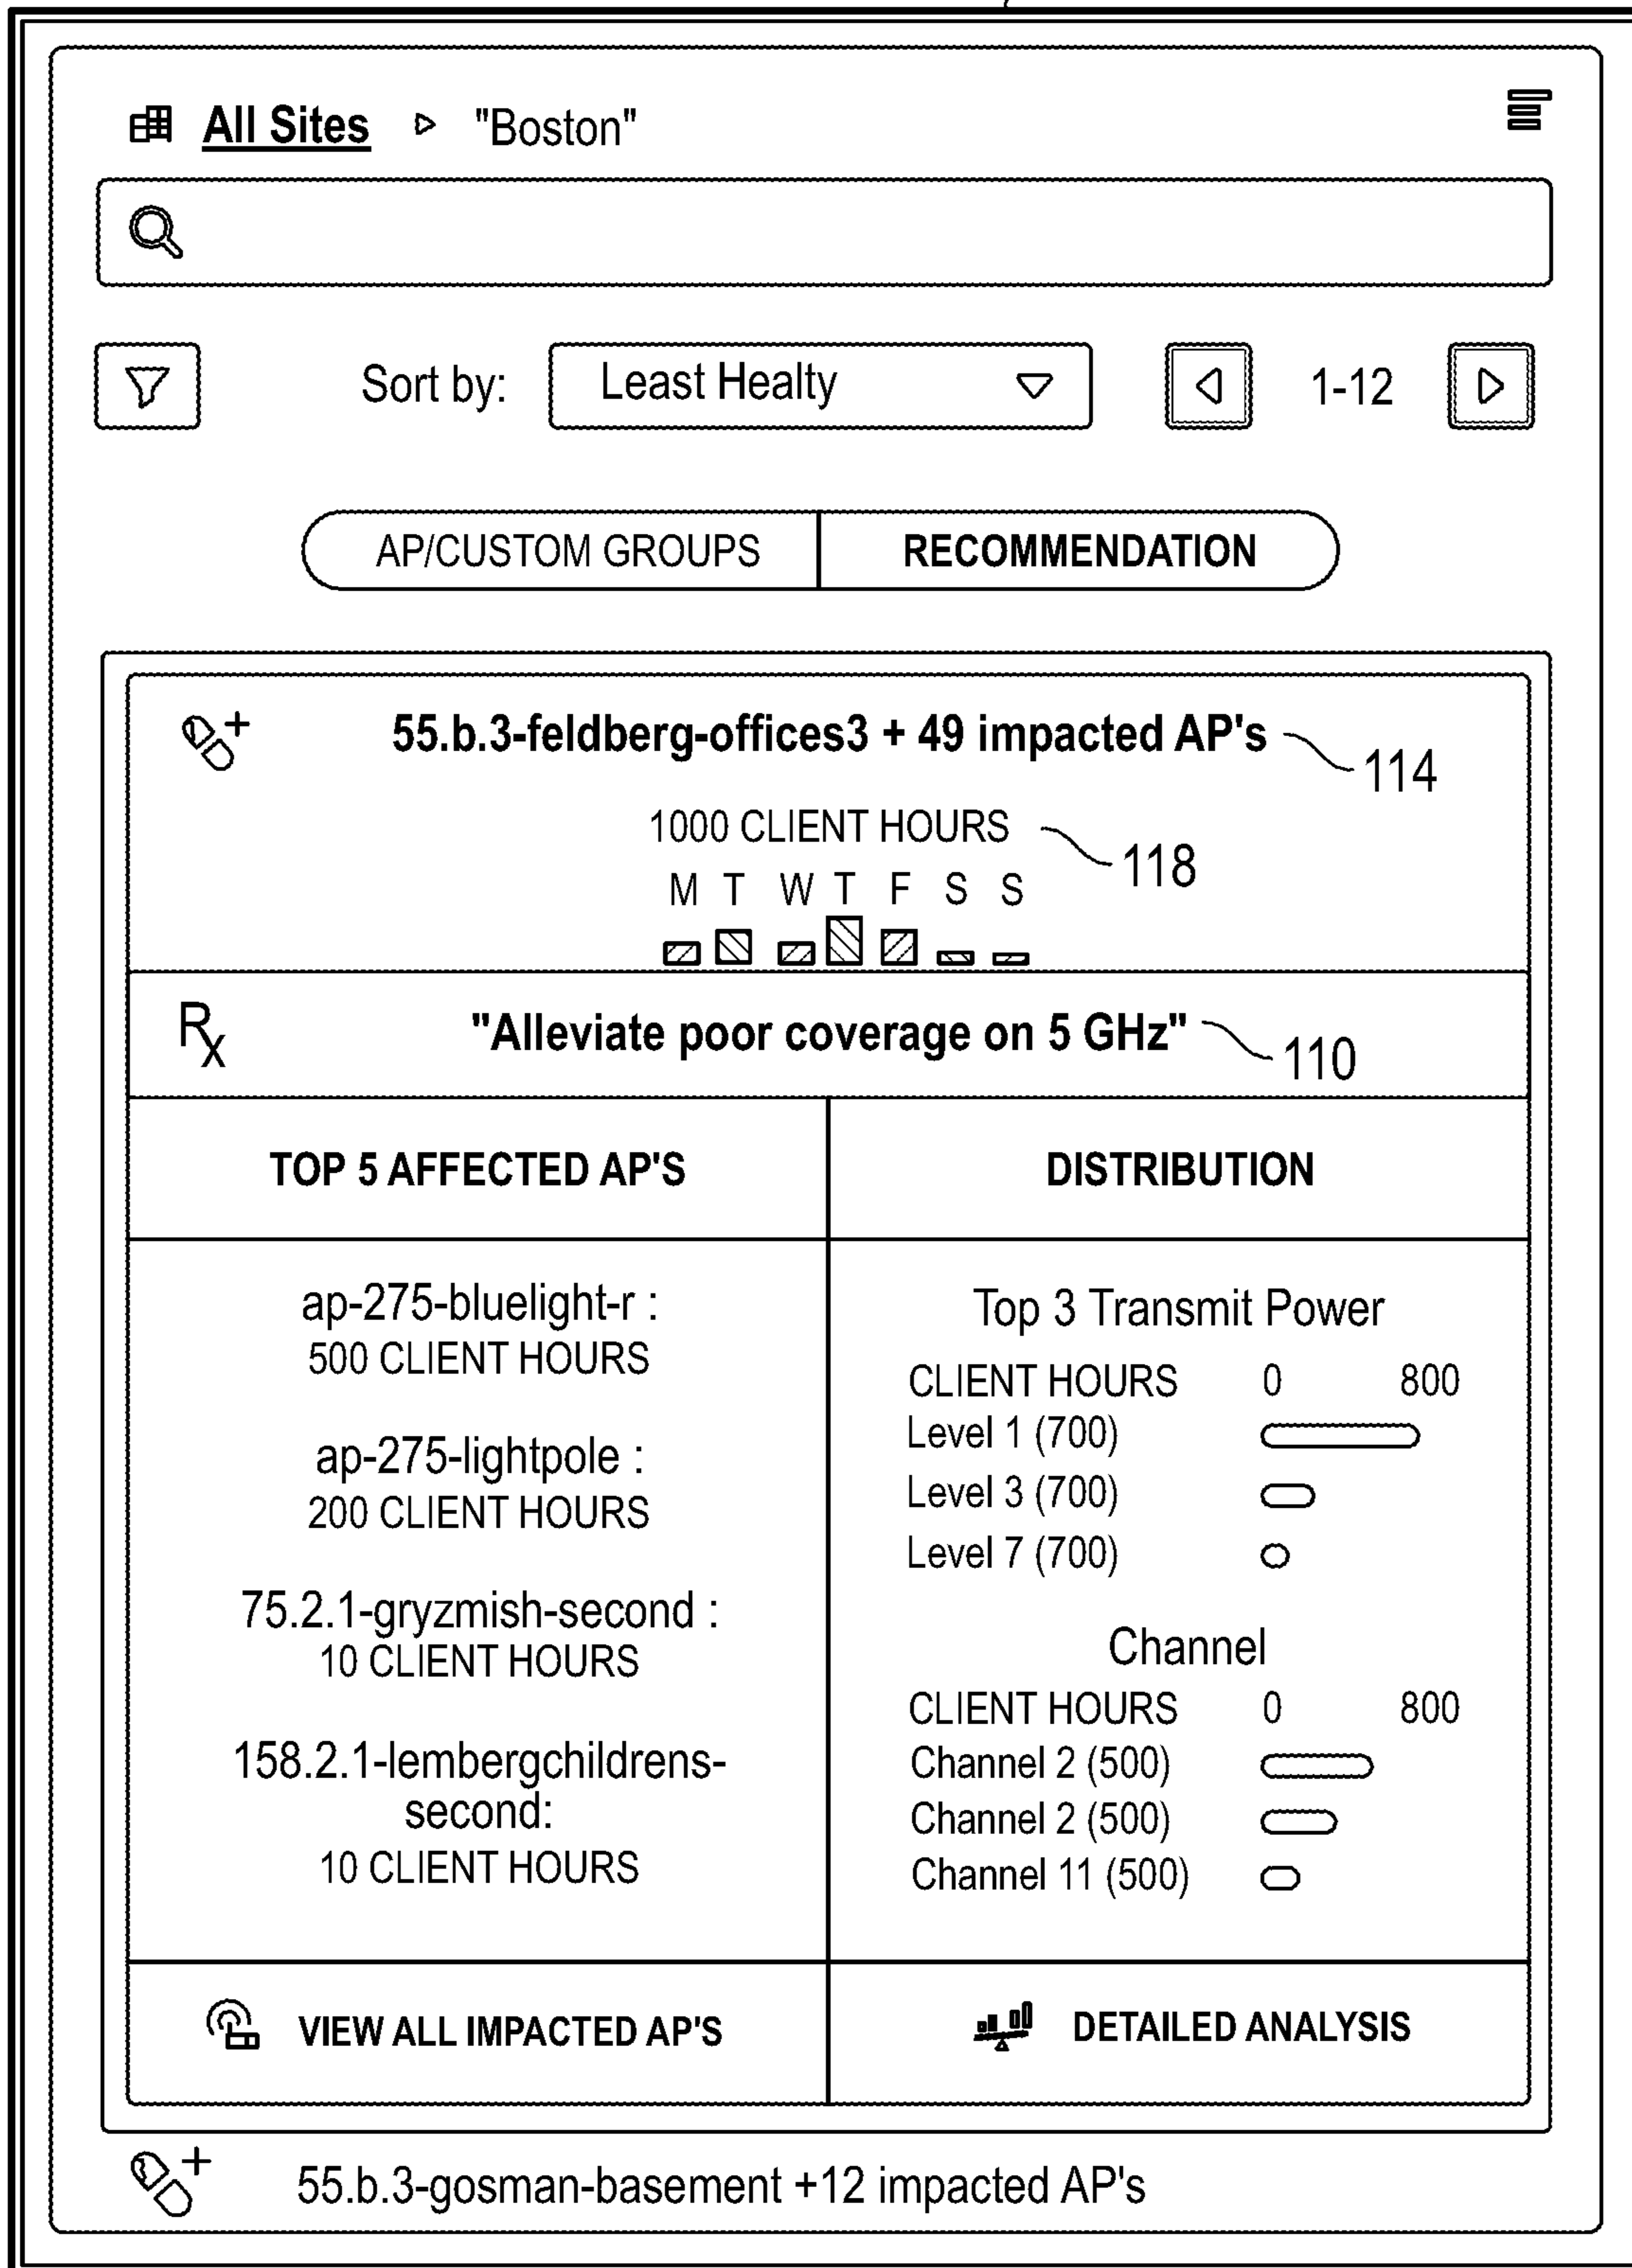 All Sites "Boston"
Sort by: Least Healty 1-12
AP/CUSTOM GROUPS RECOMMENDATION
55.b.3-feldberg-offices3 + 49 impacted AP's
114
1000 CLIENT HOURS
118
M T W T F S S
Rx "Alleviate poor coverage on 5 GHz"
110
TOP 5 AFFECTED AP'S
ap-275-bluelight-r :
500 CLIENT HOURS
ap-275-lightpole :
200 CLIENT HOURS
75.2.1-gryzmish-second :
10 CLIENT HOURS
158.2.1-lembergchildrens-
second:
10 CLIENT HOURS
DISTRIBUTION
Top 3 Transmit Power
CLIENT HOURS 0 800
Level 1 (700)
Level 3 (700)
Level 7 (700)
Channel
CLIENT HOURS 0 800
Channel 2 (500)
Channel 2 (500)
Channel 11 (500)
VIEW ALL IMPACTED AP'S
DETAILED ANALYSIS
55.b.3-gosman-basement +12 impacted AP's